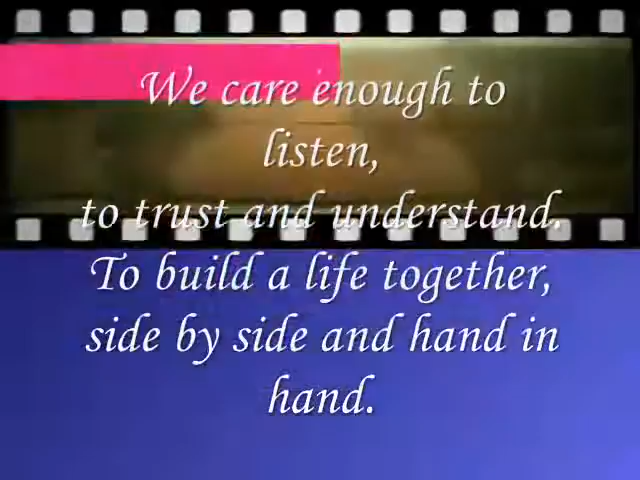 We care enough to
listen,
to trust and understand.
To build a life together,
side by side and hand in
hand.